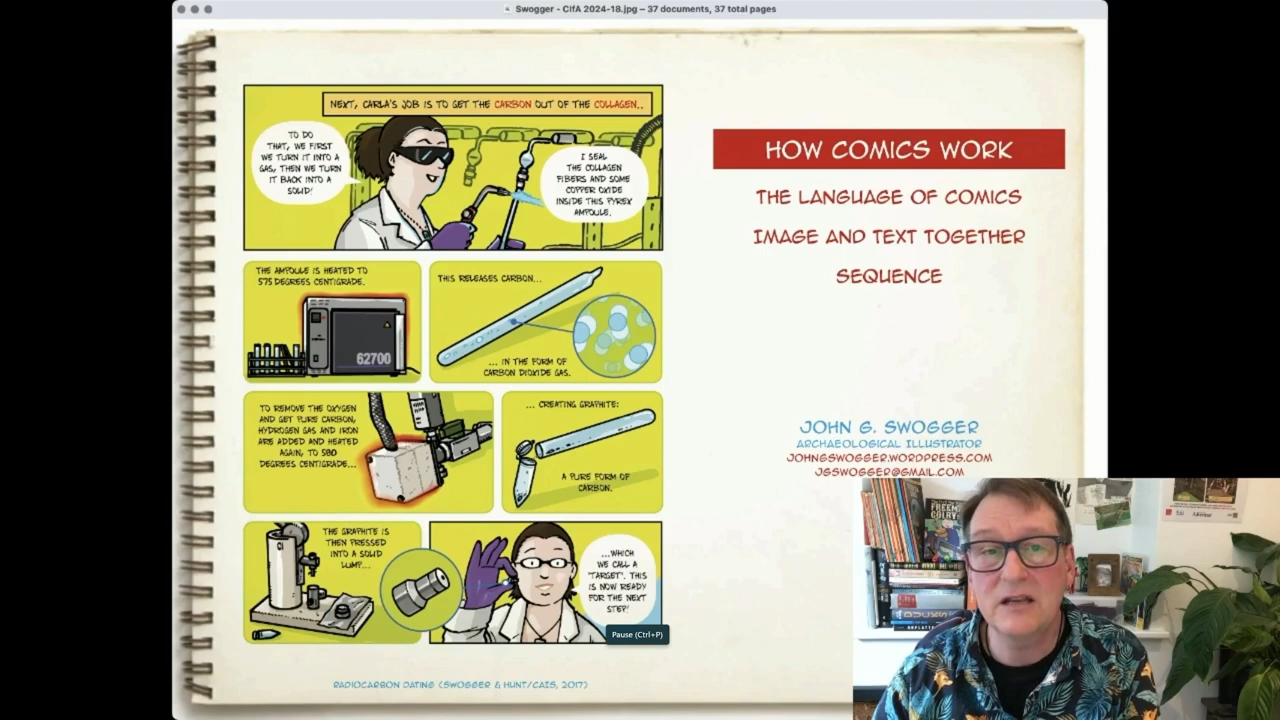 Swogger - CIfA 2024-18.jpg – 37 documents, 37 total pages
NEXT, CARLA'S JOB IS TO GET THE CARBON OUT OF THE COLLAGEN..
TO DO
THAT, WE FIRST
WE TURN IT INTO A
GAS, THEN WE TURN
IT BACK INTO A
SOLID!
I SEAL
THE COLLAGEN
FIBERS AND SOME
COPPER OXIDE
INSIDE THIS PYREX
AMPOULE.
THE AMPOULE IS HEATED TO
575 DEGREES CENTIGRADE.
62700
THIS RELEASES CARBON...
... IN THE FORM OF
CARBON DIOXIDE GAS.
TO REMOVE THE OXYGEN
AND GET PURE CARBON,
HYDROGEN GAS AND IRON
ARE ADDED AND HEATED
AGAIN, TO 580
DEGREES CENTIGRADE...
... CREATING GRAPHITE:
A PURE FORM OF
CARBON.
THE GRAPHITE IS
THEN PRESSED
INTO A SOLID
LUMP...
...WHICH
WE CALL A
"TARGET". THIS
IS NOW READY
FOR THE NEXT
STEP!
Pause (Ctrl+P)
RADIOCARBON DATING (SWOGGER & HUNT/CAIS, 2017)
HOW COMICS WORK
THE LANGUAGE OF COMICS
IMAGE AND TEXT TOGETHER
SEQUENCE
JOHN G. SWOGGER
ARCHAEOLOGICAL ILLUSTRATOR
JOHNGSWOGGER.WORDPRESS.COM
JGSWOGGER@GMAIL.COM